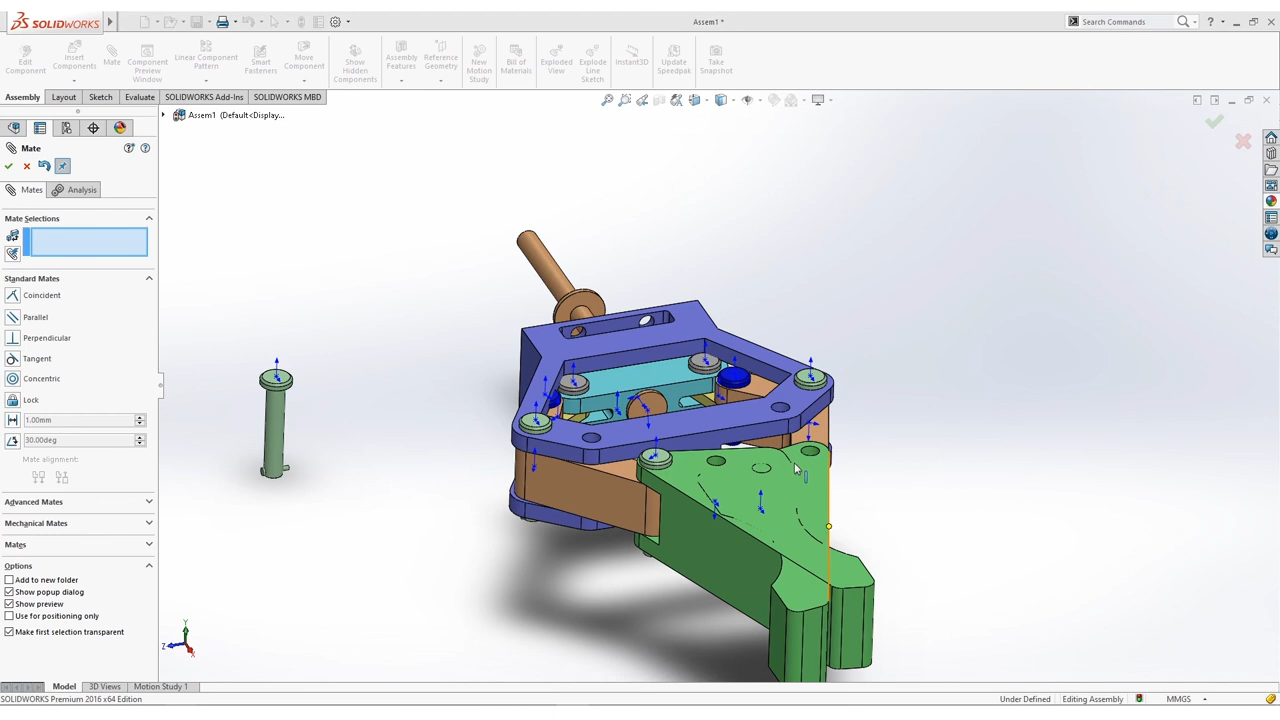 SOLIDWORKS
Assem1 *
Search Commands
Edit Component
Insert Components
Mate
Component Preview Window
Linear Component Pattern
Smart Fasteners
Move Component
Show Hidden Components
Assembly Features
Reference Geometry
New Motion Study
Bill of Materials
Exploded View
Explode Line Sketch
Instant3D
Update Speedpak
Take Snapshot
Assembly Layout Sketch Evaluate SOLIDWORKS Add-Ins SOLIDWORKS MBD
Assem1 (Default<Display...
Mate
Mates Analysis
Mate Selections
Standard Mates
Coincident
Parallel
Perpendicular
Tangent
Concentric
Lock
1.00mm
30.00deg
Mate alignment:
Advanced Mates
Mechanical Mates
Mates
Options
Add to new folder
Show popup dialog
Show preview
Use for positioning only
Make first selection transparent
Y
Z
X
Model 3D Views Motion Study 1
SOLIDWORKS Premium 2016 x64 Edition
Under Defined Editing Assembly MMGS